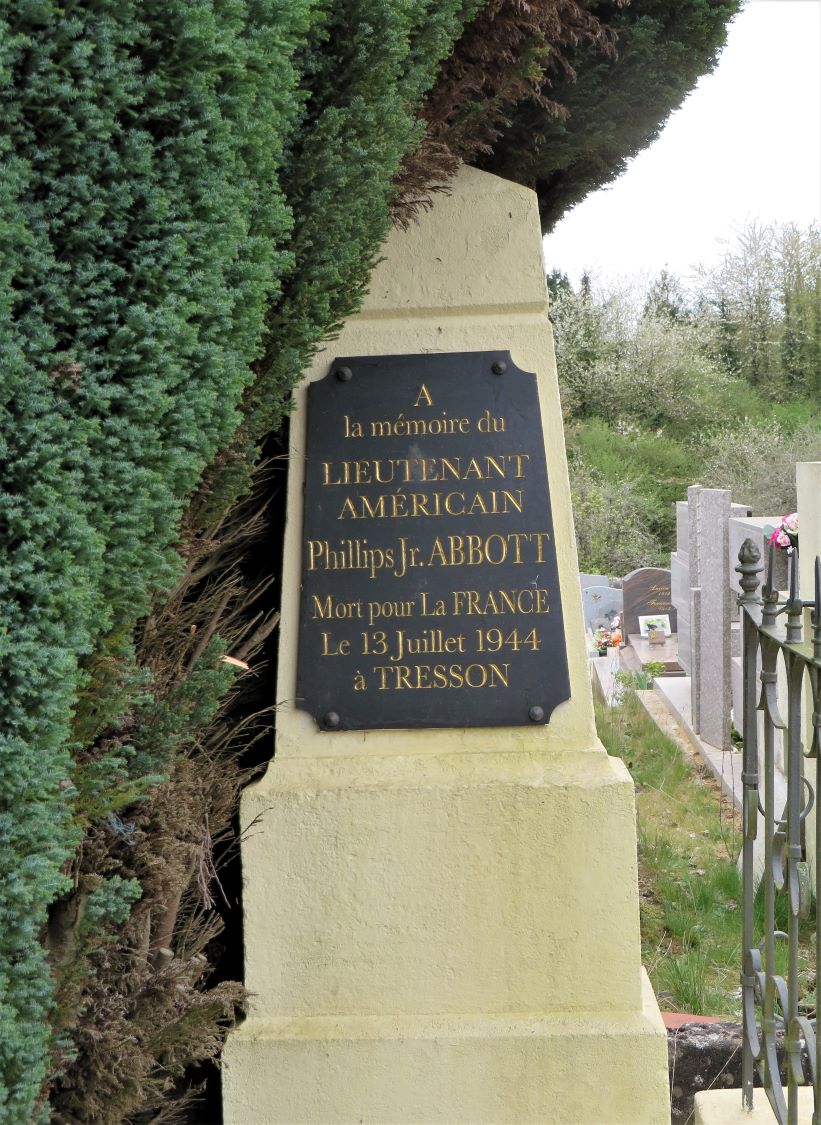 A
la mémoire du
LIEUTENANT
AMÉRICAIN
Phillips Jr. ABBOTT
Mort pour La FRANCE
Le 13 Juillet 1944
à TRESSON